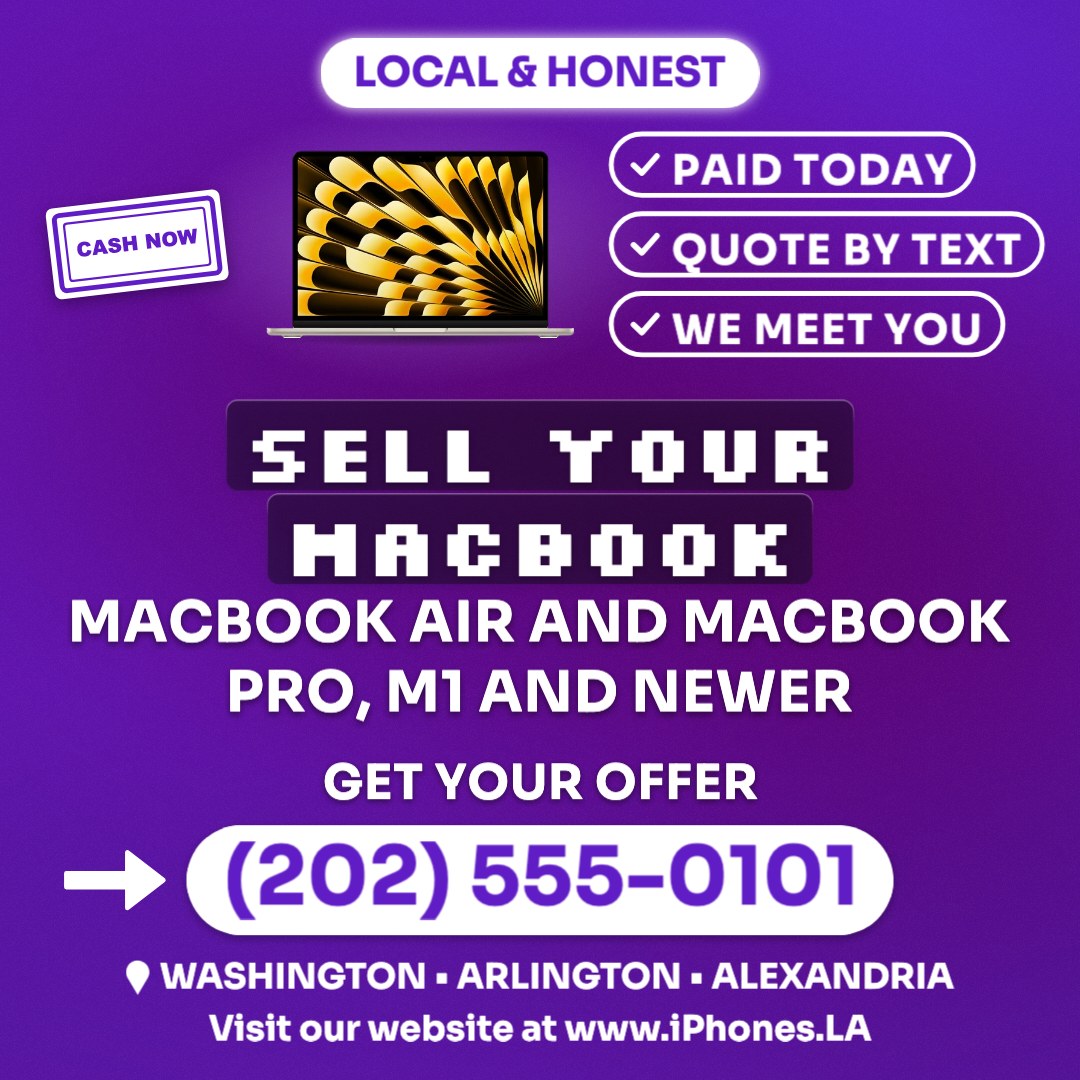 LOCAL & HONEST
CASH NOW
PAID TODAY
QUOTE BY TEXT
WE MEET YOU
SELL YOUR
MACBOOK
MACBOOK AIR AND MACBOOK
PRO, M1 AND NEWER
GET YOUR OFFER
(202) 555-0101
WASHINGTON ▪ ARLINGTON ▪ ALEXANDRIA
Visit our website at www.iPhones.LA